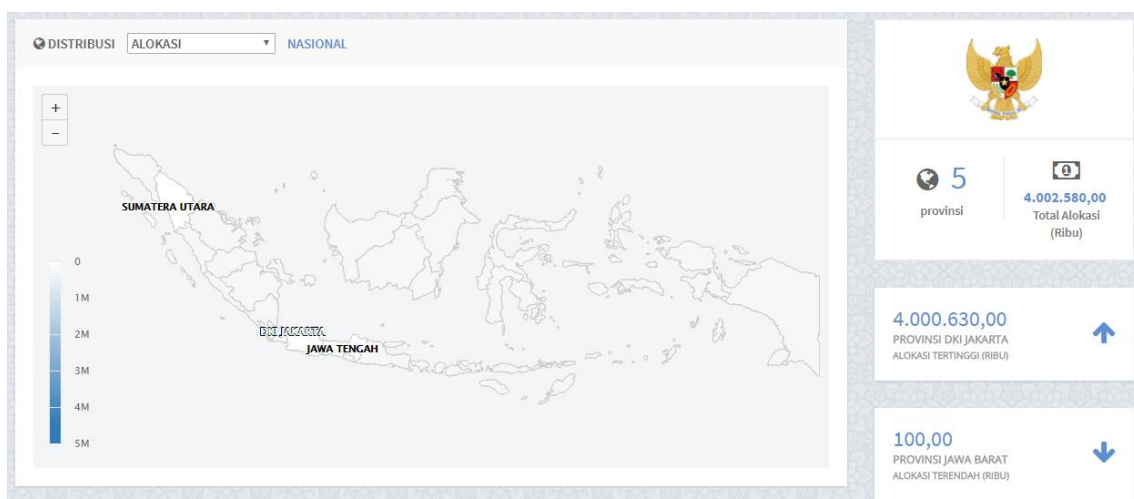 DISTRIBUSI ALOKASI NASIONAL
+
−
SUMATERA UTARA
DKI JAKARTA
JAWA TENGAH
0
1M
2M
3M
4M
5M
5
provinsi
4.002.580,00
Total Alokasi
(Ribu)
4.000.630,00
PROVINSI DKI JAKARTA
ALOKASI TERTINGGI (RIBU)
100,00
PROVINSI JAWA BARAT
ALOKASI TERENDAH (RIBU)